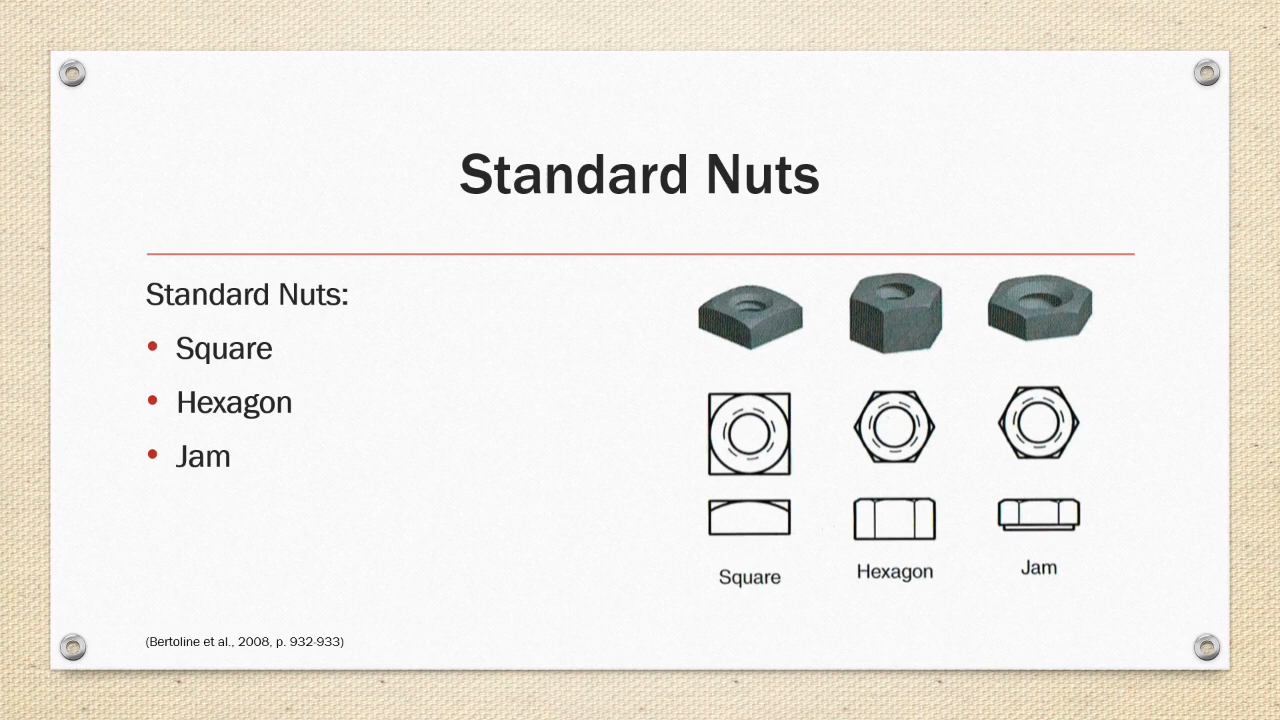 Standard Nuts
Standard Nuts:
• Square
• Hexagon
• Jam
Square
Hexagon
Jam
(Bertoline et al., 2008, p. 932-933)